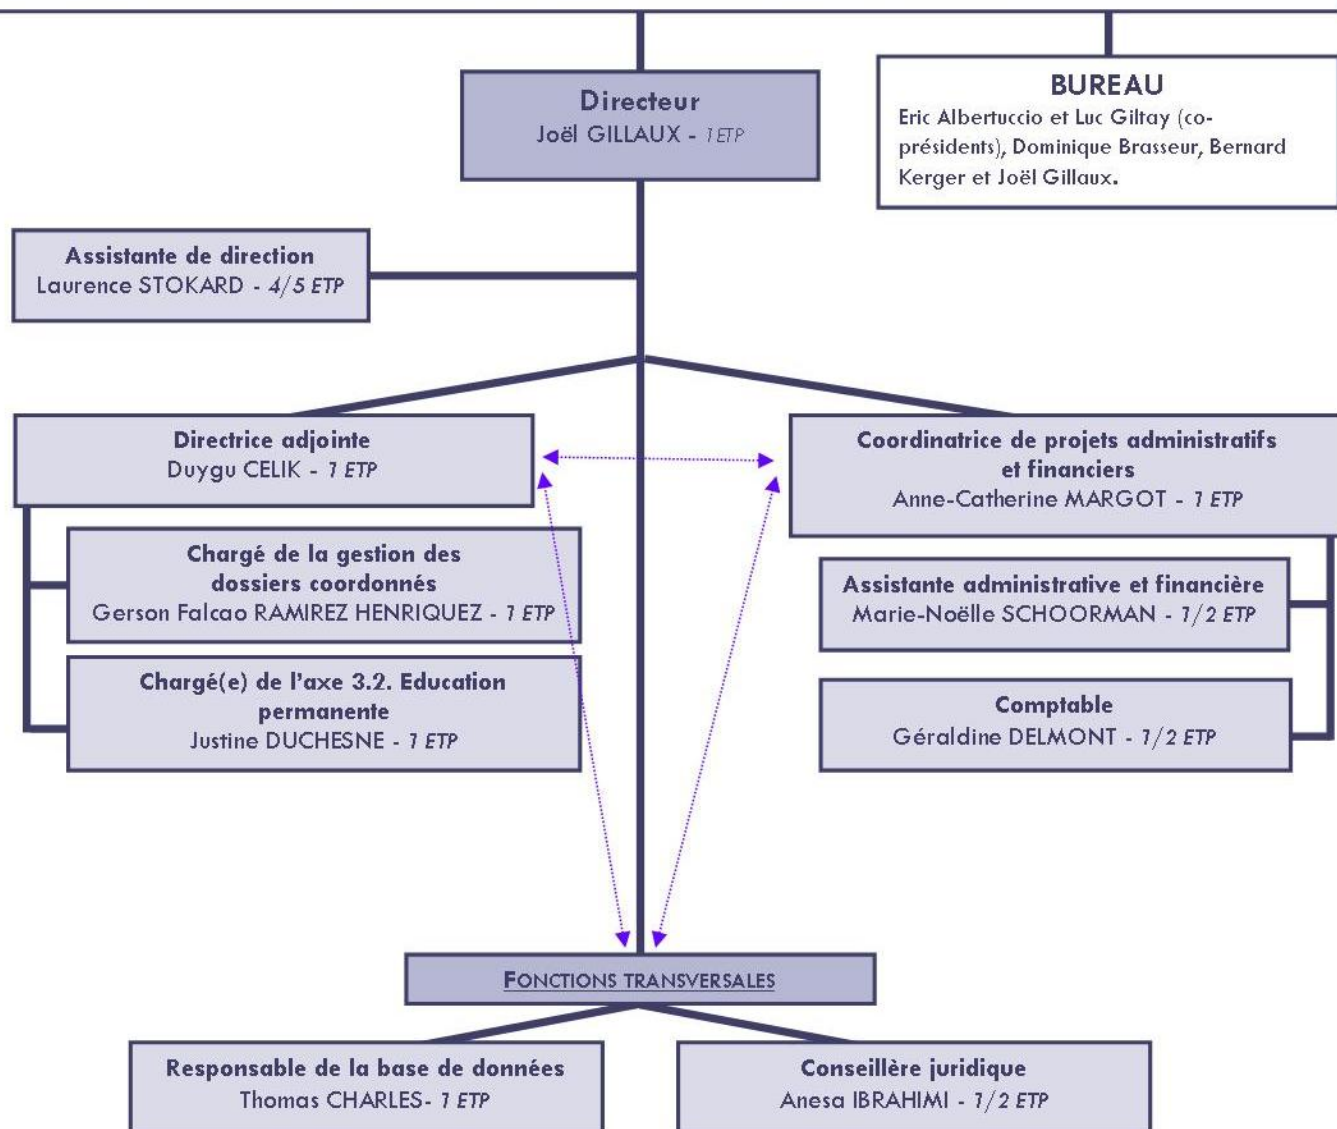 Directeur
Joël GILLAUX - 1 ETP
BUREAU
Eric Albertuccio et Luc Giltay (co-
présidents), Dominique Brasseur, Bernard
Kerger et Joël Gillaux.
Assistante de direction
Laurence STOKARD - 4/5 ETP
Directrice adjointe
Duygu CELIK - 1 ETP
Chargé de la gestion des
dossiers coordonnés
Gerson Falcao RAMIREZ HENRIQUEZ - 1 ETP
Chargé(e) de l'axe 3.2. Education
permanente
Justine DUCHESNE - 1 ETP
Coordinatrice de projets administratifs
et financiers
Anne-Catherine MARGOT - 1 ETP
Assistante administrative et financière
Marie-Noëlle SCHOORMAN - 1/2 ETP
Comptable
Géraldine DELMONT - 1/2 ETP
FONCTIONS TRANSVERSALES
Responsable de la base de données
Thomas CHARLES- 1 ETP
Conseillère juridique
Anesa IBRAHIMI - 1/2 ETP